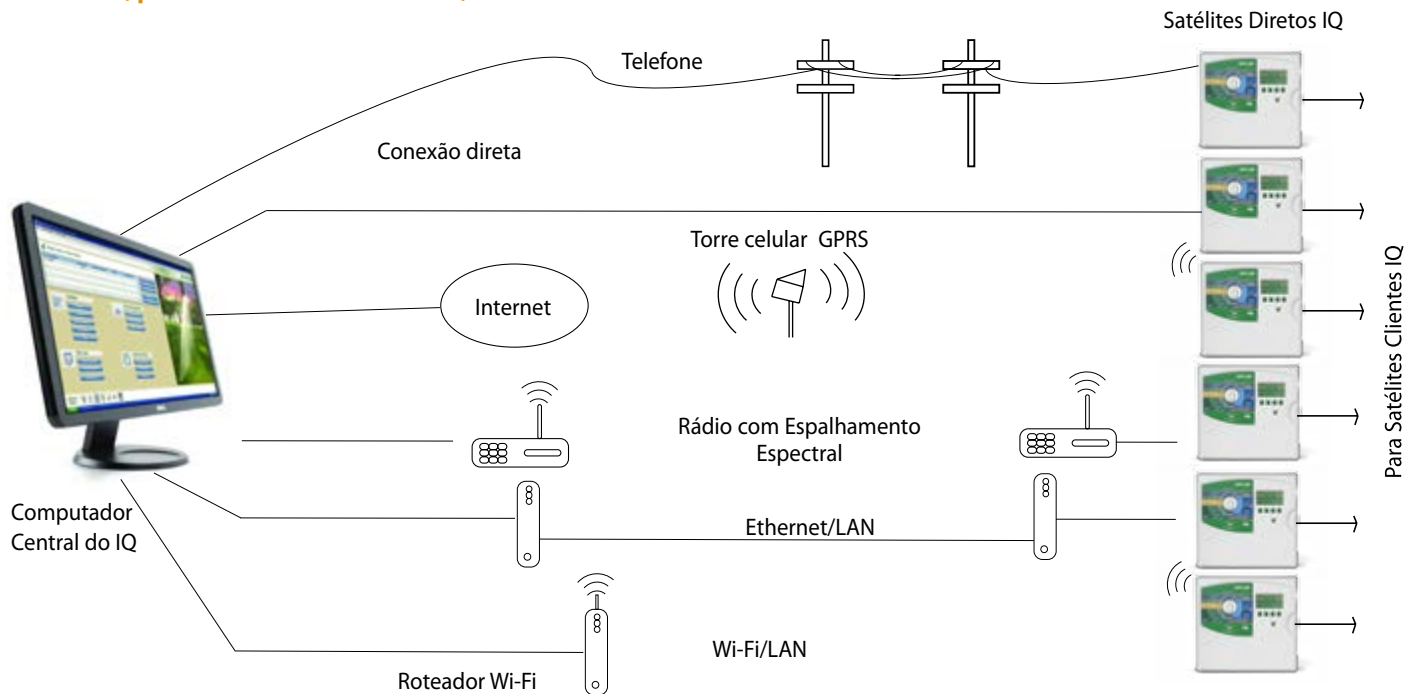 Satélites Diretos IQ
Telefone
Conexão direta
Torre celular GPRS
Internet
Para Satélites Clientes IQ
Rádio com Espalhamento
Espectral
Computador
Central do IQ
Ethernet/LAN
Wi-Fi/LAN
Roteador Wi-Fi